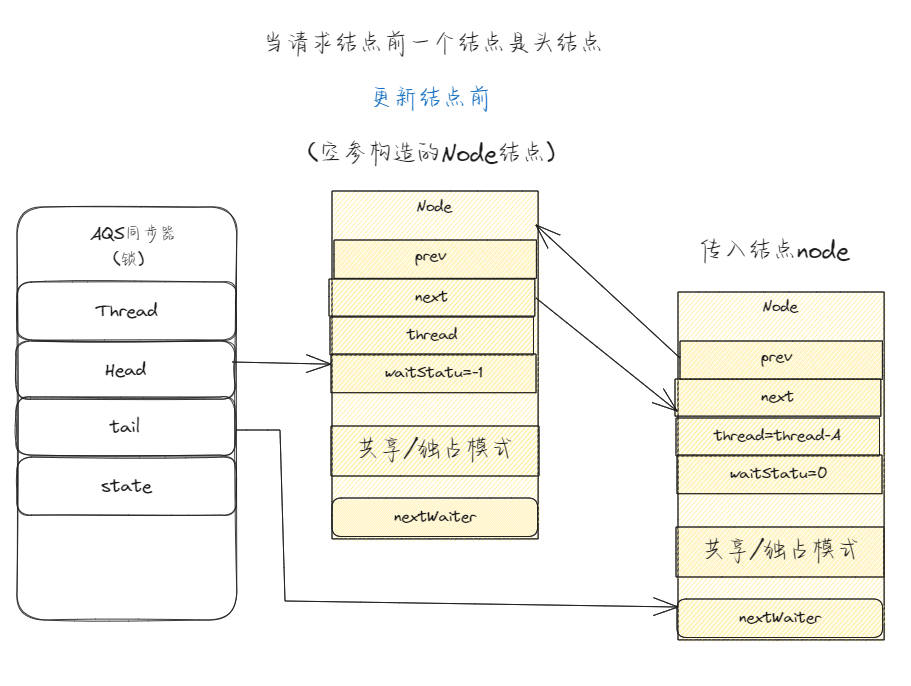 当请求结点前一个结点是头结点
更新结点前
(空参构造的Node结点)
AQS同步器
(锁)
Thread
Head
tail
state
Node
prev
next
thread
waitStatu=-1
共享/独占模式
nextWaiter
传入结点node
Node
prev
next
thread=thread-A
waitStatu=0
共享/独占模式
nextWaiter